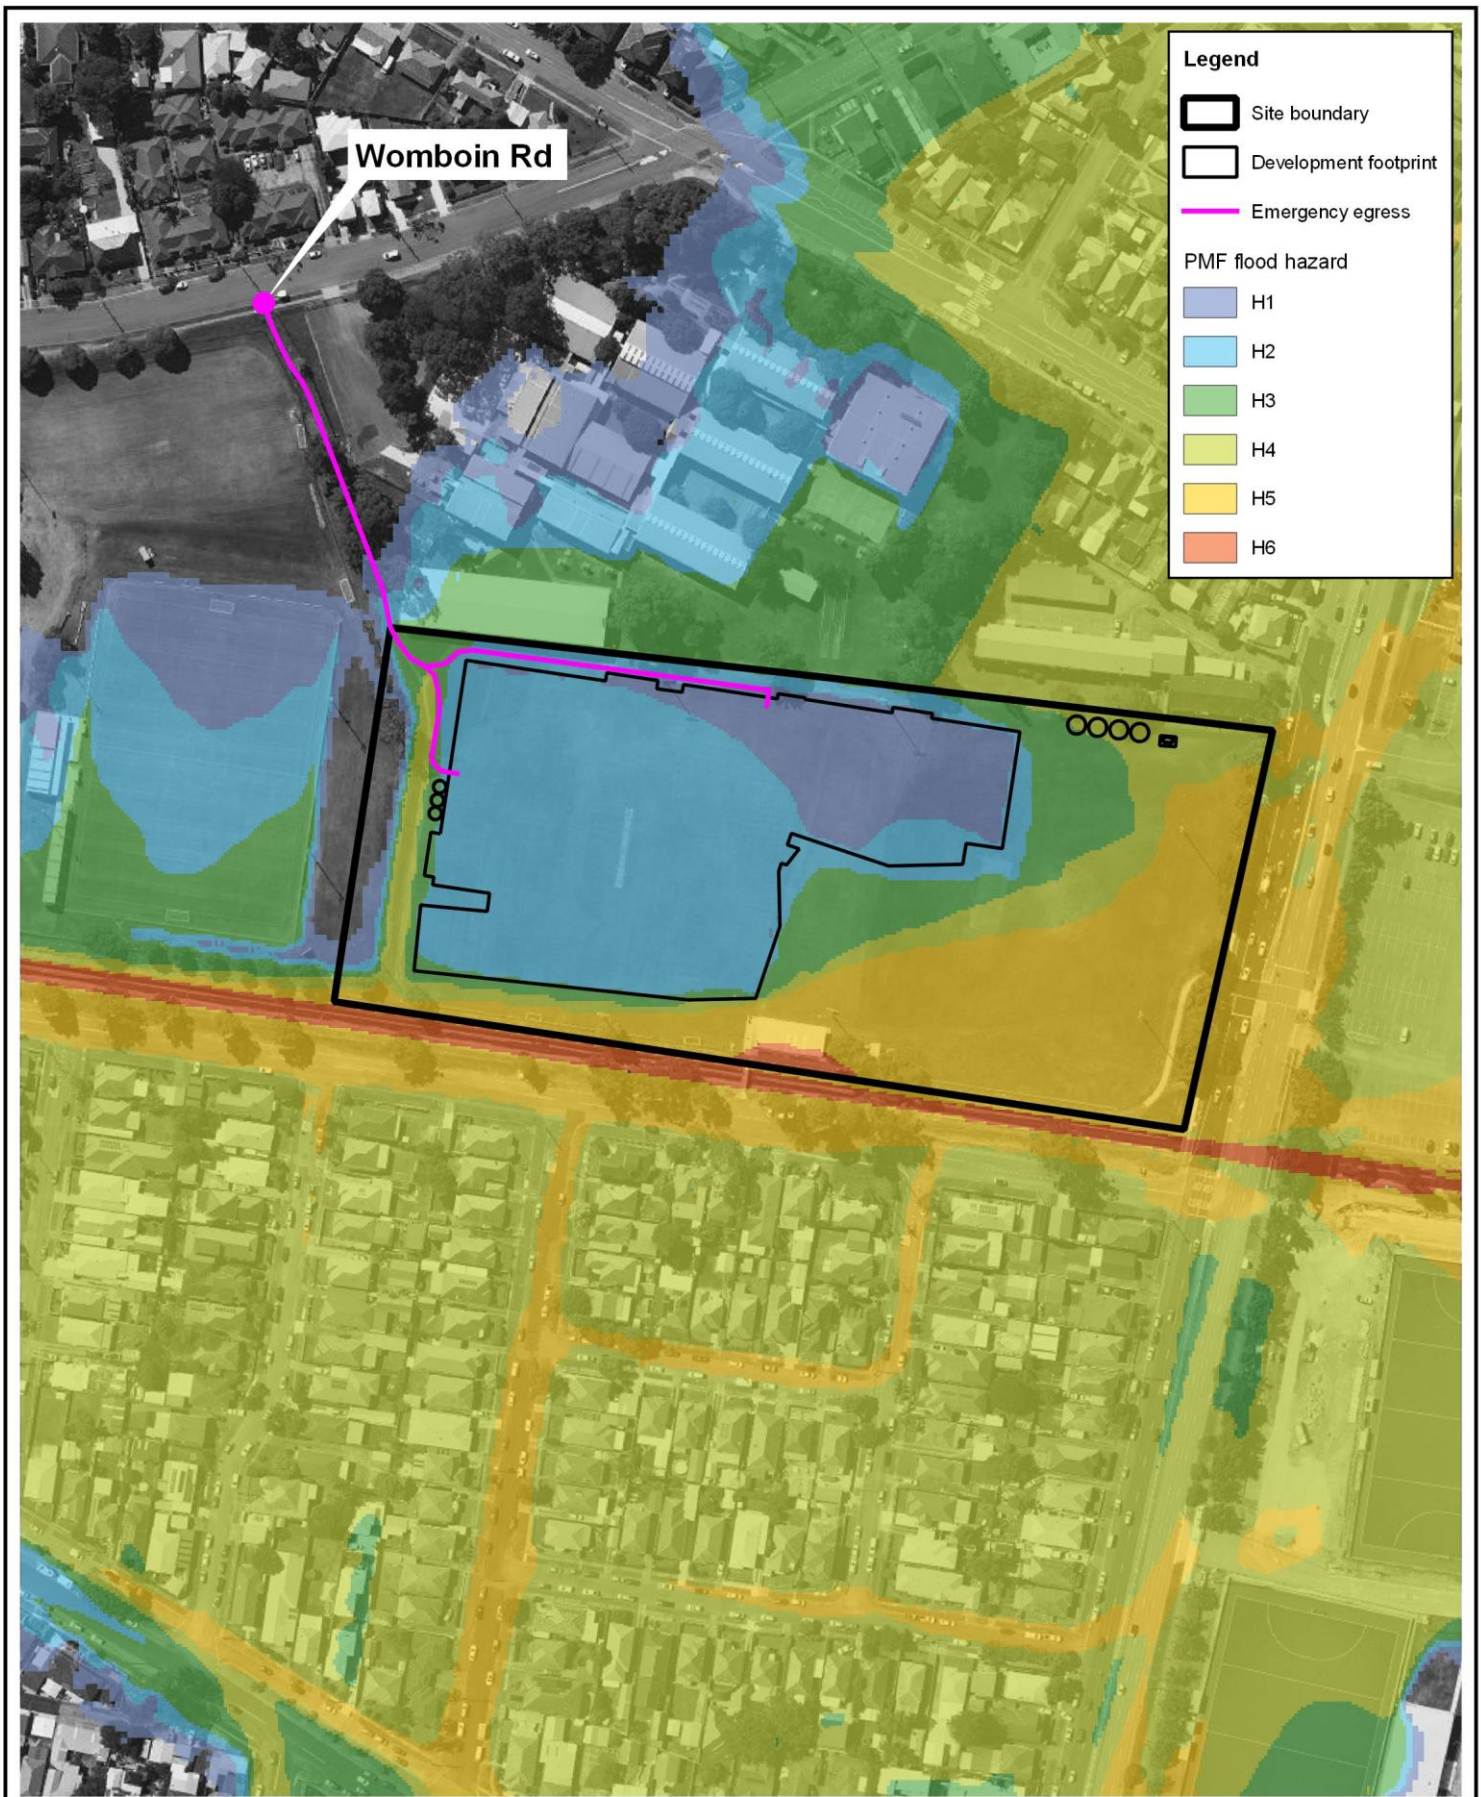 Womboin Rd
Legend
Site boundary
Development footprint
Emergency egress
PMF flood hazard
H1
H2
H3
H4
H5
H6